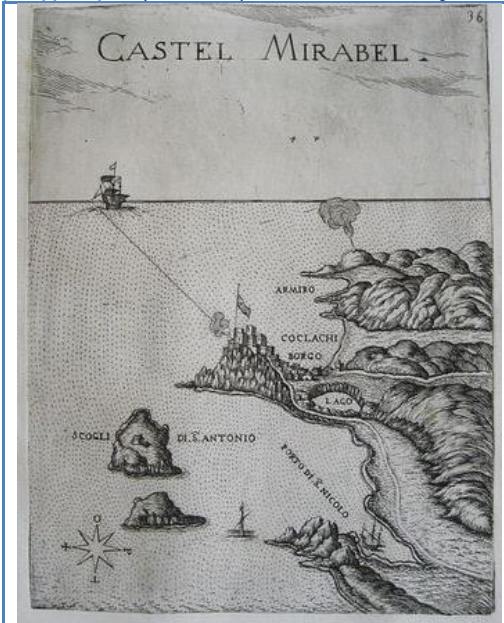 36
CASTEL MIRABEL.
ARMIRO
COCLACHI
BORGO
LAGO
SCOGLI DI. S. ANTONIO
PORTO DI S. NICOLO
O
P
T